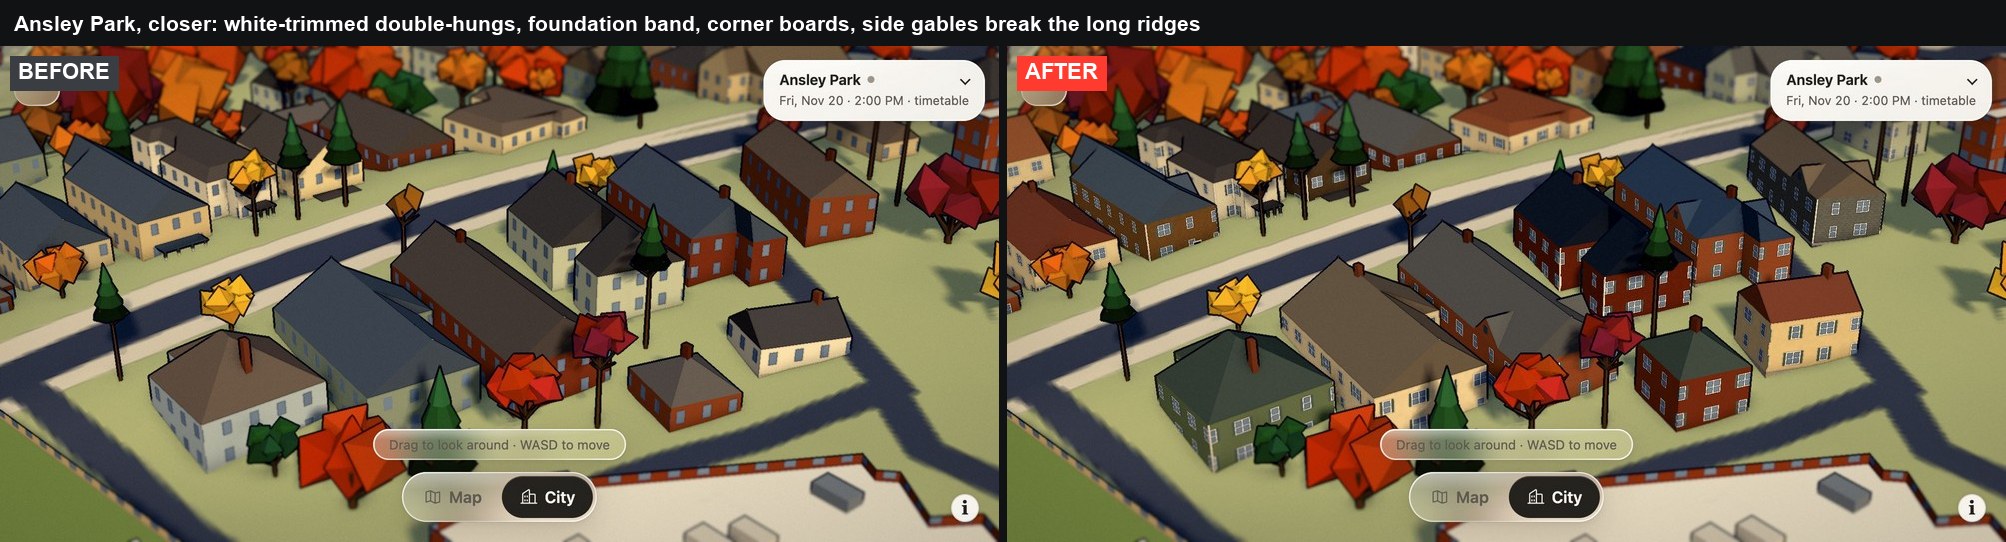 Ansley Park, closer: white-trimmed double-hungs, foundation band, corner boards, side gables break the long ridges
BEFORE
Ansley Park
Fri, Nov 20 · 2:00 PM · timetable
Drag to look around · WASD to move
Map
City
i
AFTER
Ansley Park
Fri, Nov 20 · 2:00 PM · timetable
Drag to look around · WASD to move
Map
City
i